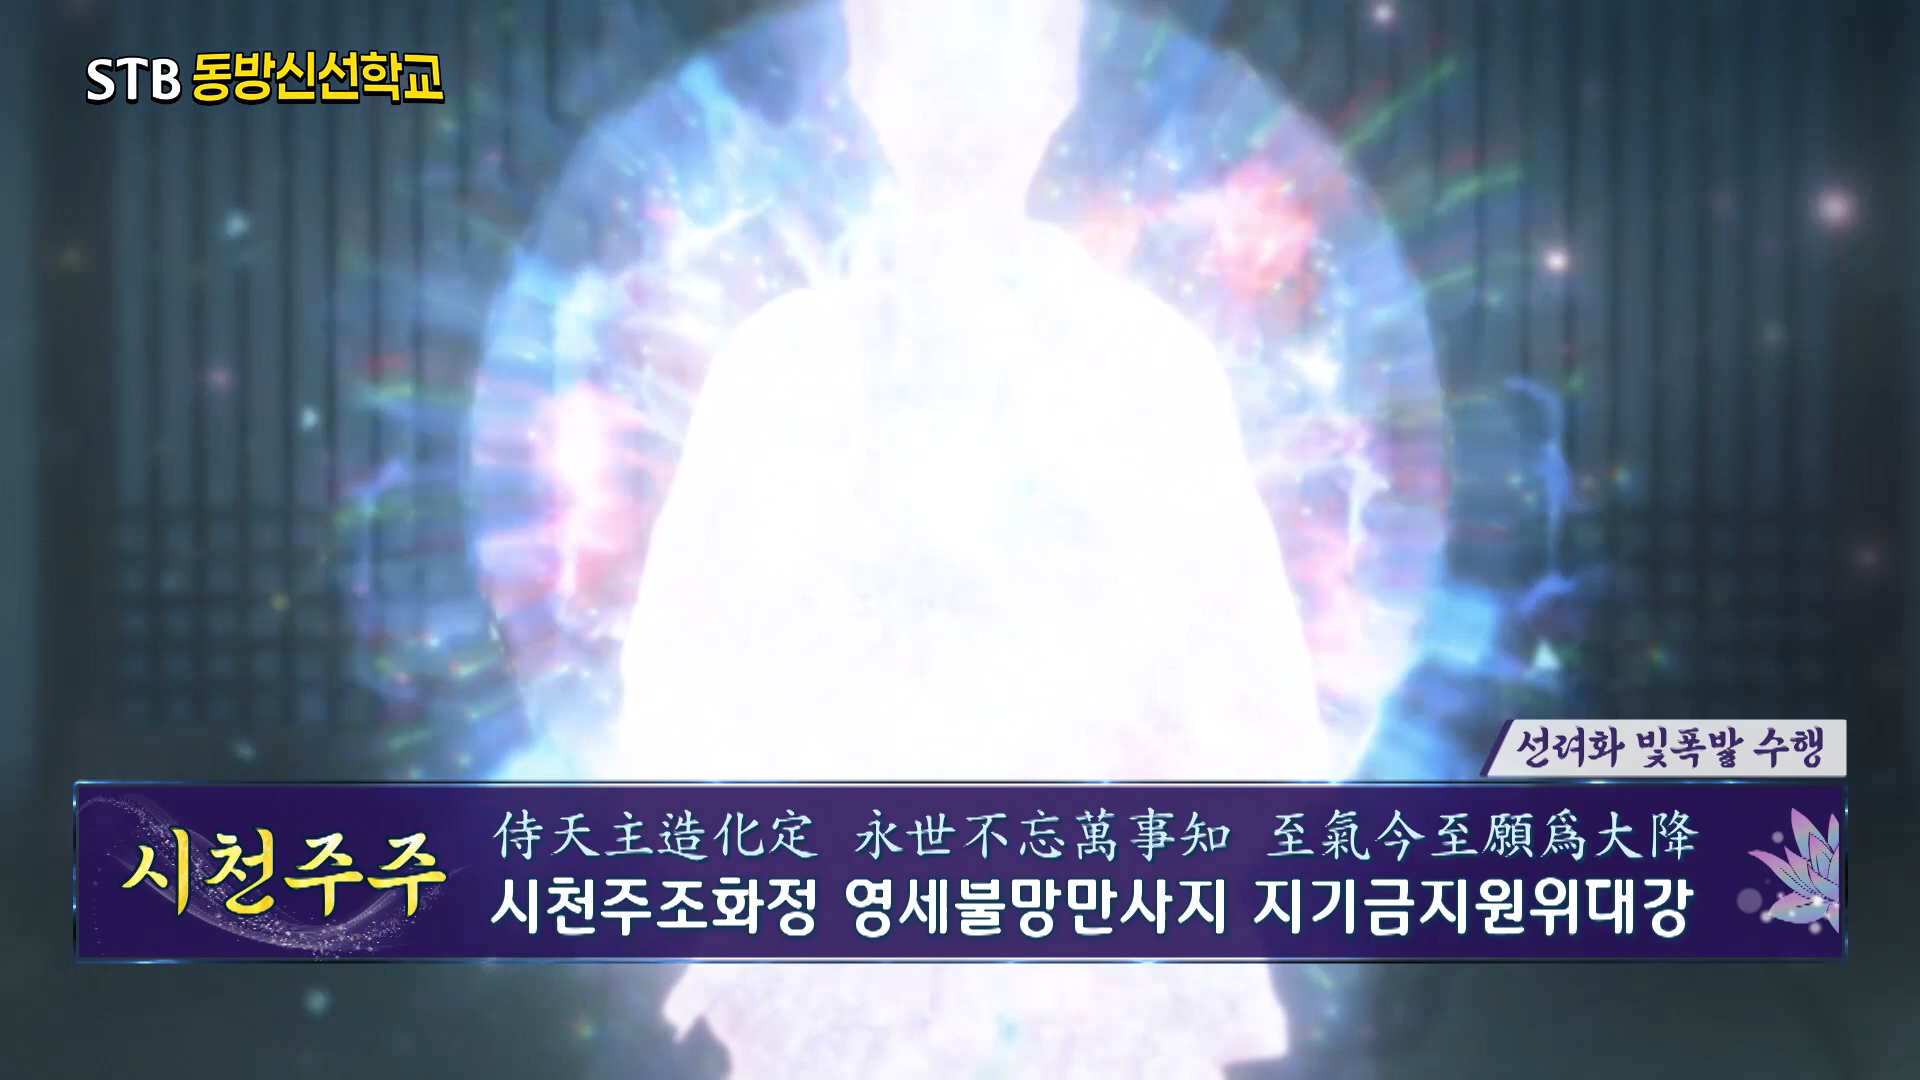 STB 동방신선학교
선려화 빛폭발 수행
시천주주
侍天主造化定 永世不忘萬事知 至氣今至願爲大降
시천주조화정 영세불망만사지 지기금지원위대강